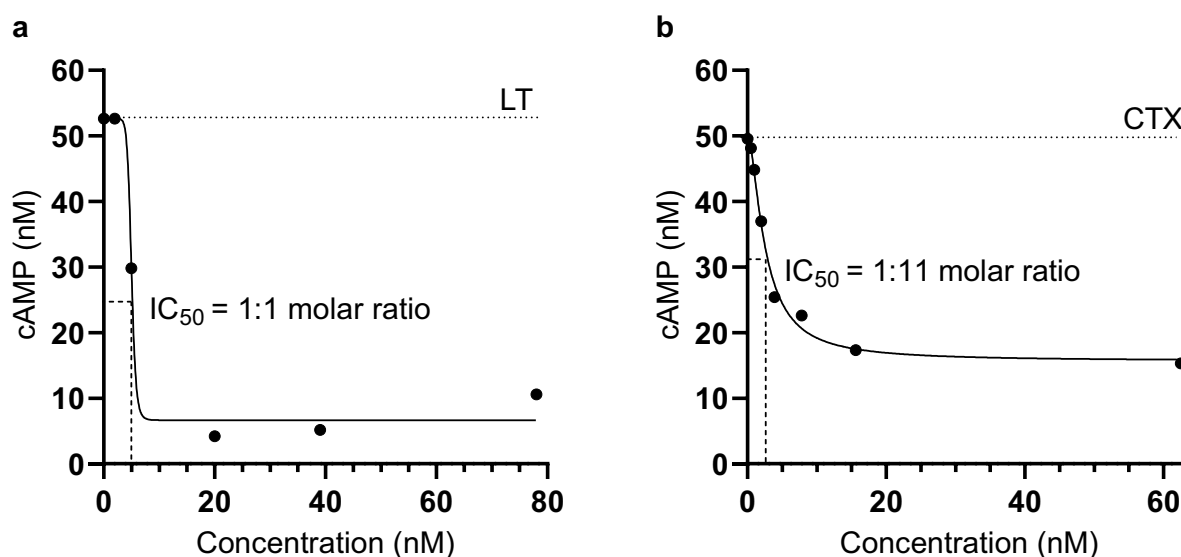 a
60
50
40
30
20
10
0
cAMP (nM)
LT
IC50 = 1:1 molar ratio
0 20 40 60 80
Concentration (nM)
b
60
50
40
30
20
10
0
cAMP (nM)
CTX
IC50 = 1:11 molar ratio
0 20 40 60
Concentration (nM)